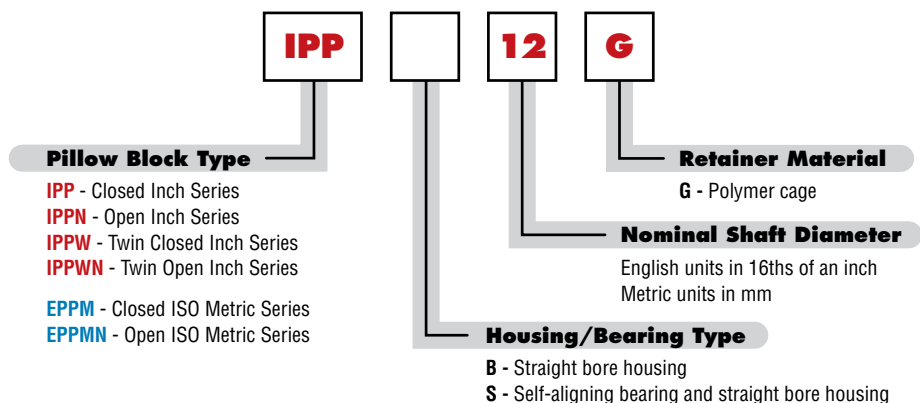 IPP 12 G
Pillow Block Type
IPP - Closed Inch Series
IPPN - Open Inch Series
IPPW - Twin Closed Inch Series
IPPWN - Twin Open Inch Series
EPPM - Closed ISO Metric Series
EPPMN - Open ISO Metric Series
Retainer Material
G - Polymer cage
Nominal Shaft Diameter
English units in 16ths of an inch
Metric units in mm
Housing/Bearing Type
B - Straight bore housing
S - Self-aligning bearing and straight bore housing